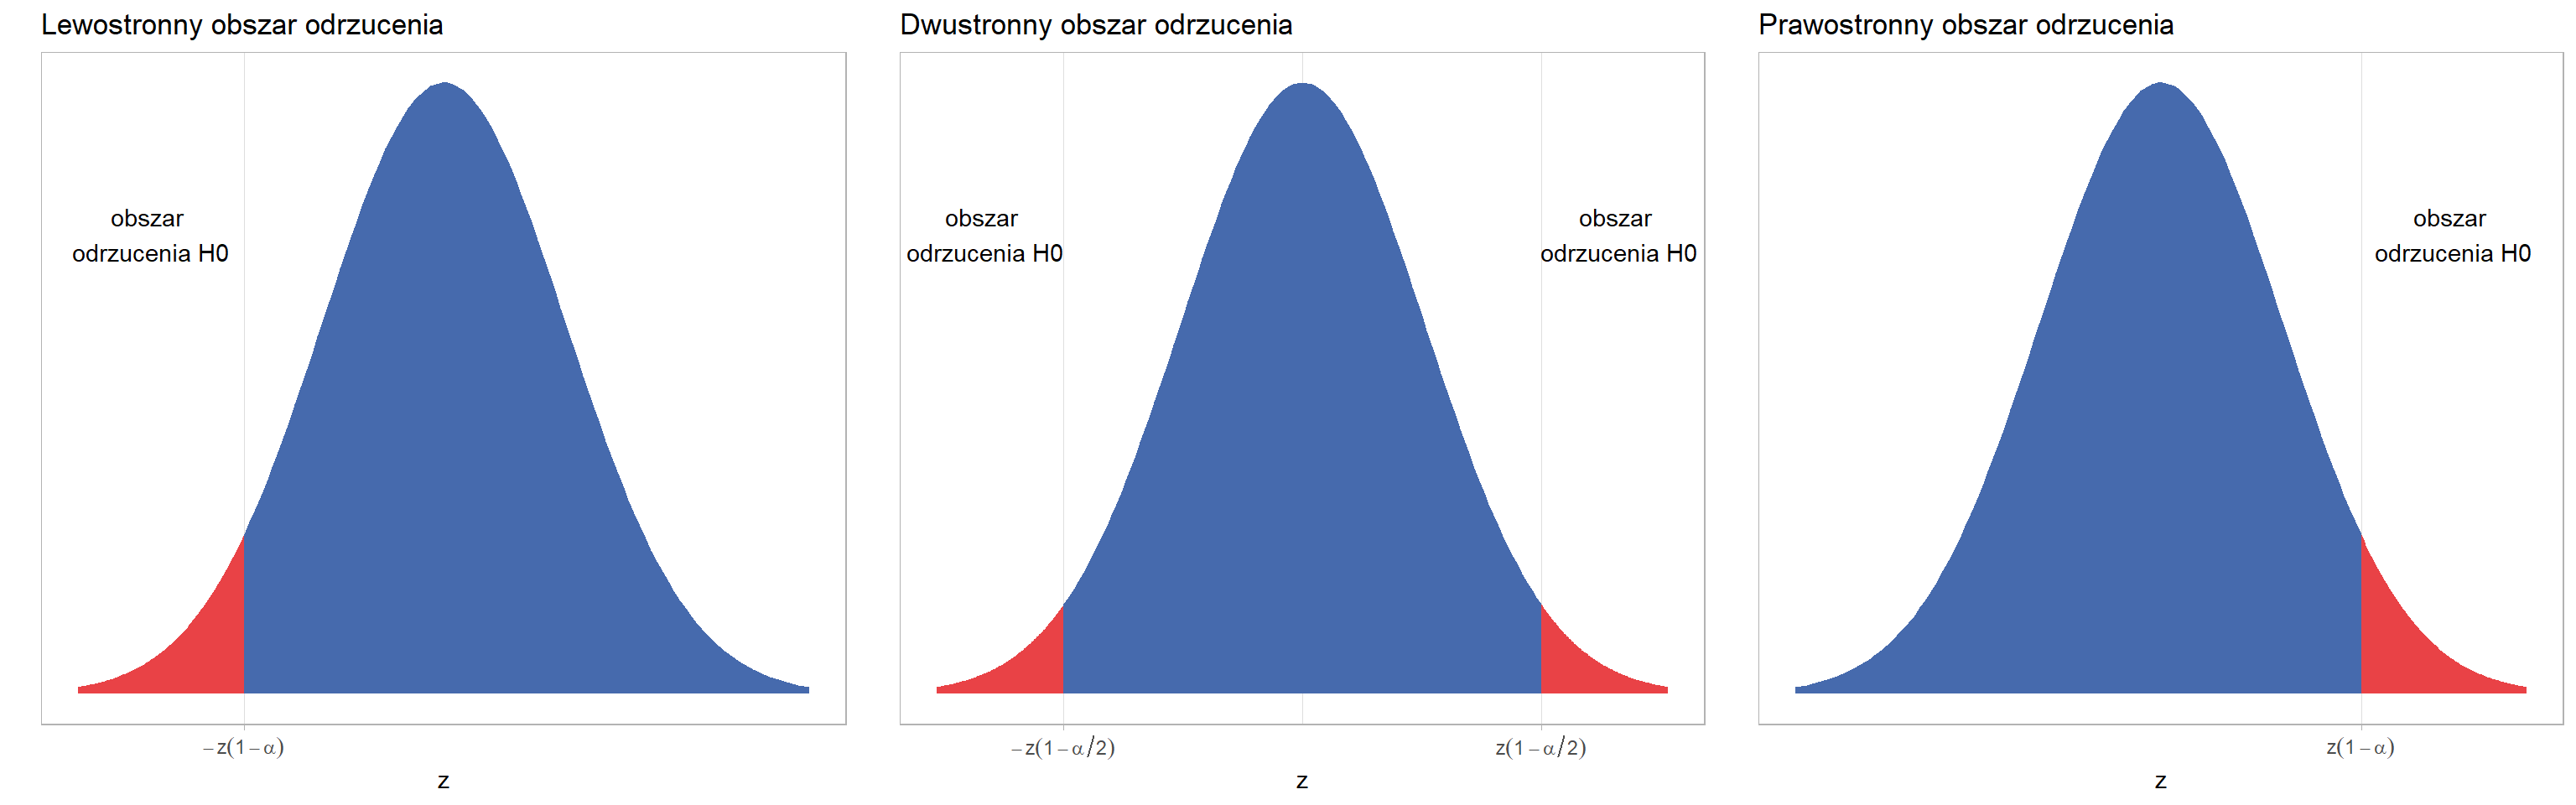 Lewostronny obszar odrzucenia
obszar
odrzucenia H0
−z(1−α)
z
Dwustronny obszar odrzucenia
obszar
odrzucenia H0
obszar
odrzucenia H0
−z(1−α/2)
z(1−α/2)
z
Prawostronny obszar odrzucenia
obszar
odrzucenia H0
z(1−α)
z